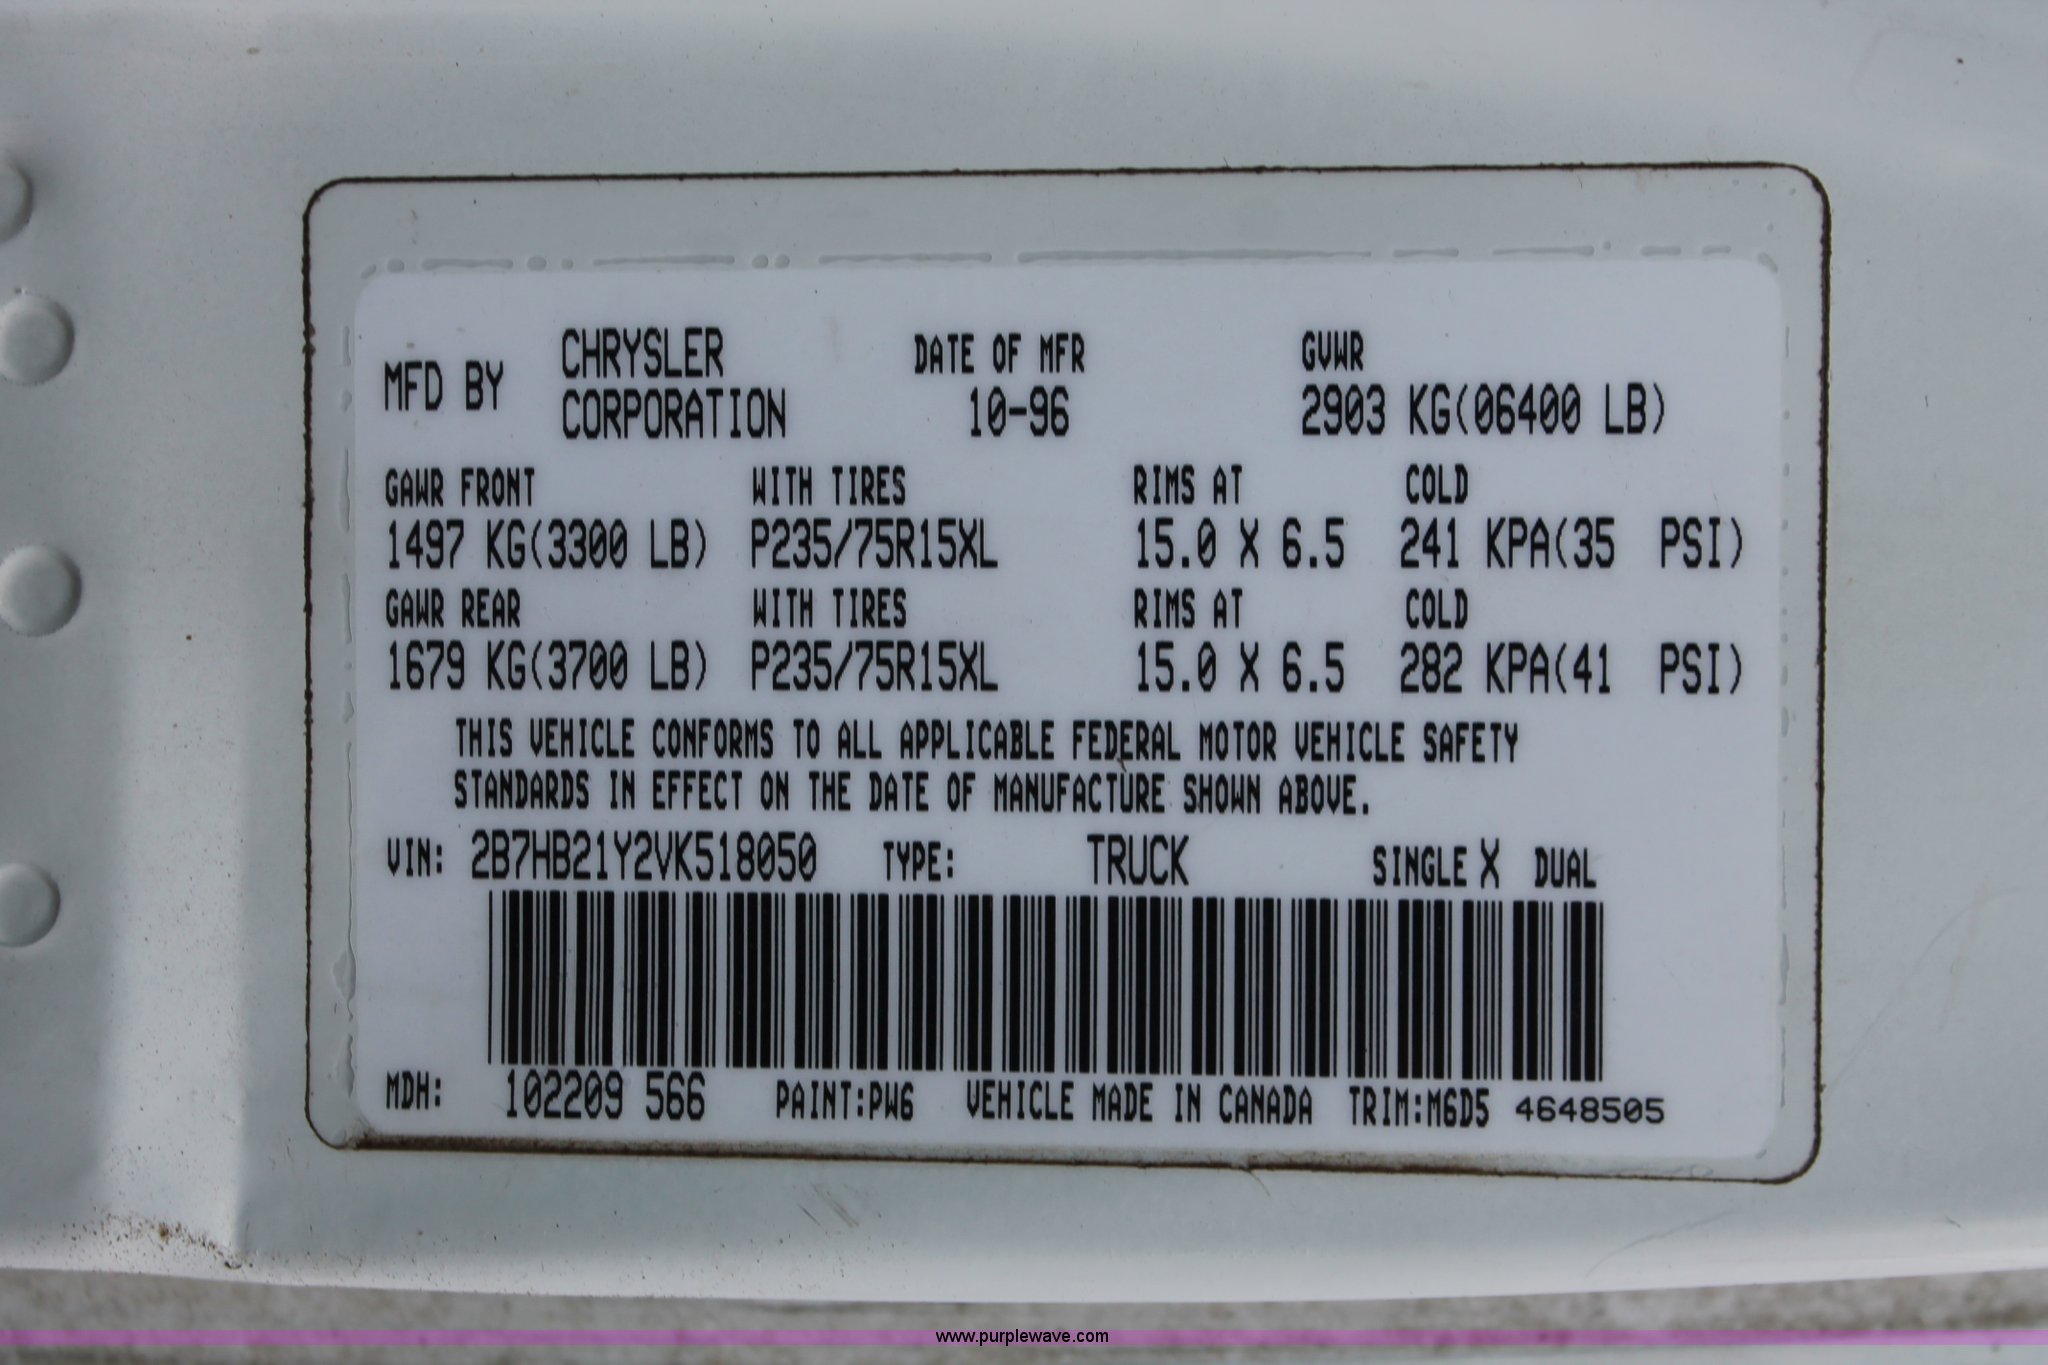 MFD BY CHRYSLER CORPORATION DATE OF MFR 10-96 GVWR 2903 KG(06400 LB)
GAWR FRONT WITH TIRES RIMS AT COLD
1497 KG(3300 LB) P235/75R15XL 15.0 X 6.5 241 KPA(35 PSI)
GAWR REAR WITH TIRES RIMS AT COLD
1679 KG(3700 LB) P235/75R15XL 15.0 X 6.5 282 KPA(41 PSI)
THIS VEHICLE CONFORMS TO ALL APPLICABLE FEDERAL MOTOR VEHICLE SAFETY
STANDARDS IN EFFECT ON THE DATE OF MANUFACTURE SHOWN ABOVE.
VIN: 2B7HB21Y2VK518050 TYPE: TRUCK SINGLE X DUAL
MDH: 102209 566 PAINT:PW6 VEHICLE MADE IN CANADA TRIM:M6D5 4648505
www.purplewave.com